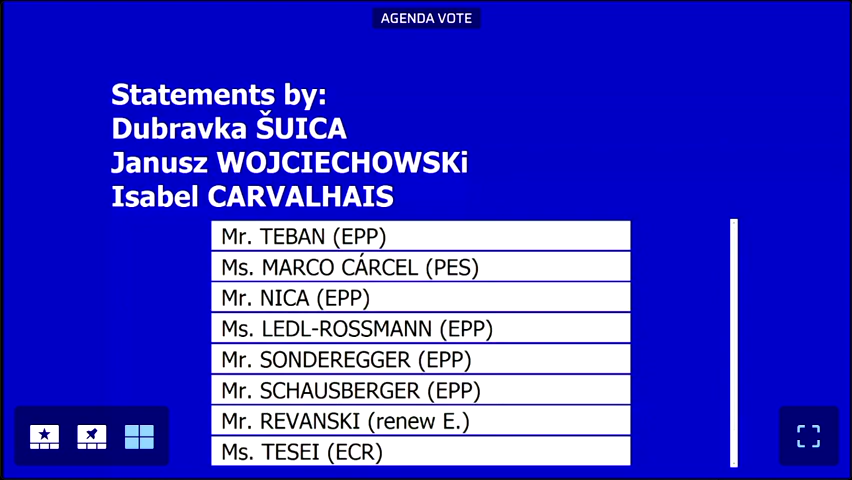 AGENDA VOTE
Statements by:
Dubravka ŠUICA
Janusz WOJCIECHOWSKi
Isabel CARVALHAIS
Mr. TEBAN (EPP)
Ms. MARCO CÁRCEL (PES)
Mr. NICA (EPP)
Ms. LEDL-ROSSMANN (EPP)
Mr. SONDEREGGER (EPP)
Mr. SCHAUSBERGER (EPP)
Mr. REVANSKI (renew E.)
Ms. TESEI (ECR)